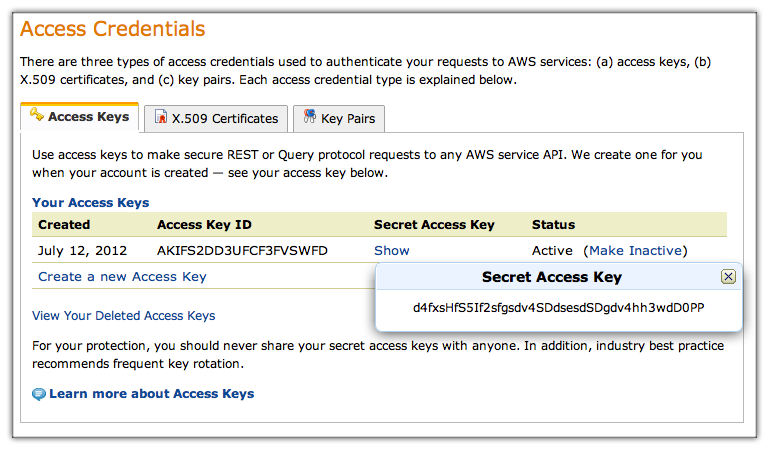 Access Credentials
There are three types of access credentials used to authenticate your requests to AWS services: (a) access keys, (b)
X.509 certificates, and (c) key pairs. Each access credential type is explained below.
Access Keys X.509 Certificates Key Pairs
Use access keys to make secure REST or Query protocol requests to any AWS service API. We create one for you
when your account is created — see your access key below.
Your Access Keys
Created Access Key ID Secret Access Key Status
July 12, 2012 AKIFS2DD3UFCF3FVSWFD Show Active (Make Inactive)
Create a new Access Key
Secret Access Key
d4fxsHfS5If2sfgsdv4SDdsesdSDgdv4hh3wdD0PP
View Your Deleted Access Keys
For your protection, you should never share your secret access keys with anyone. In addition, industry best practice
recommends frequent key rotation.
Learn more about Access Keys